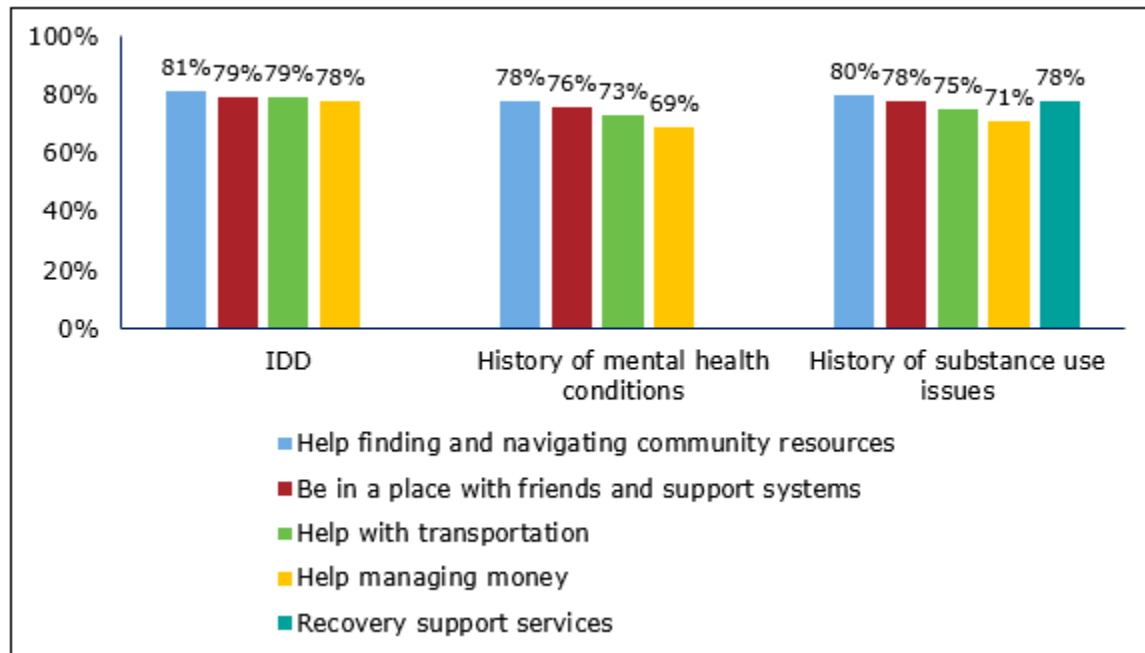 100%
80%
60%
40%
20%
0%
81%
79%
79%
78%
78%
76%
73%
69%
80%
78%
75%
71%
78%
IDD
History of mental health
conditions
History of substance use
issues
Help finding and navigating community resources
Be in a place with friends and support systems
Help with transportation
Help managing money
Recovery support services